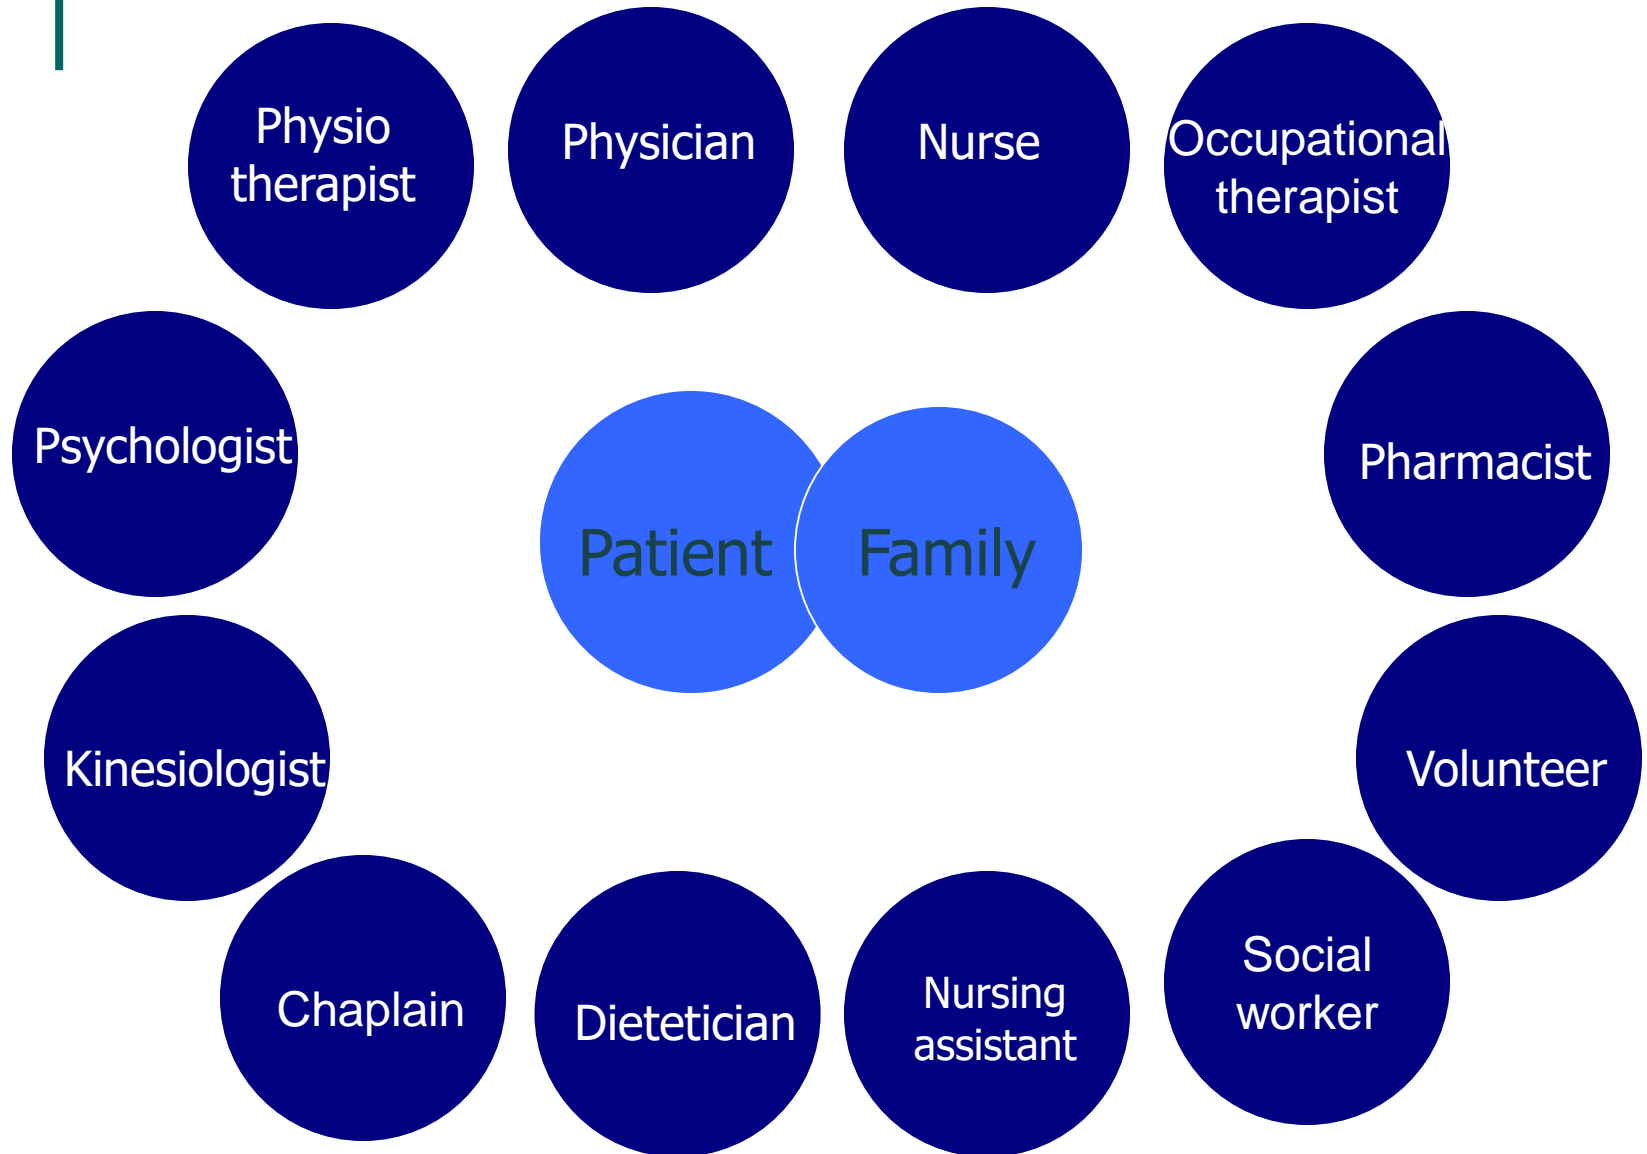 Physio
therapist
Physician
Nurse
Occupational
therapist
Psychologist
Pharmacist
Patient
Family
Kinesiologist
Volunteer
Chaplain
Dietetician
Nursing
assistant
Social
worker